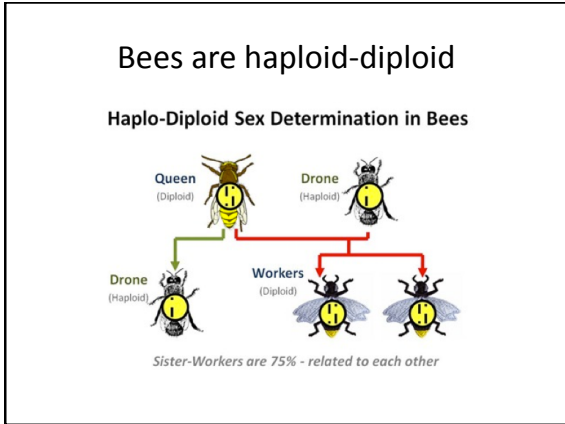 Bees are haploid-diploid
Haplo-Diploid Sex Determination in Bees
Queen
(Diploid)
Drone
(Haploid)
Drone
(Haploid)
Workers
(Diploid)
Sister-Workers are 75% - related to each other